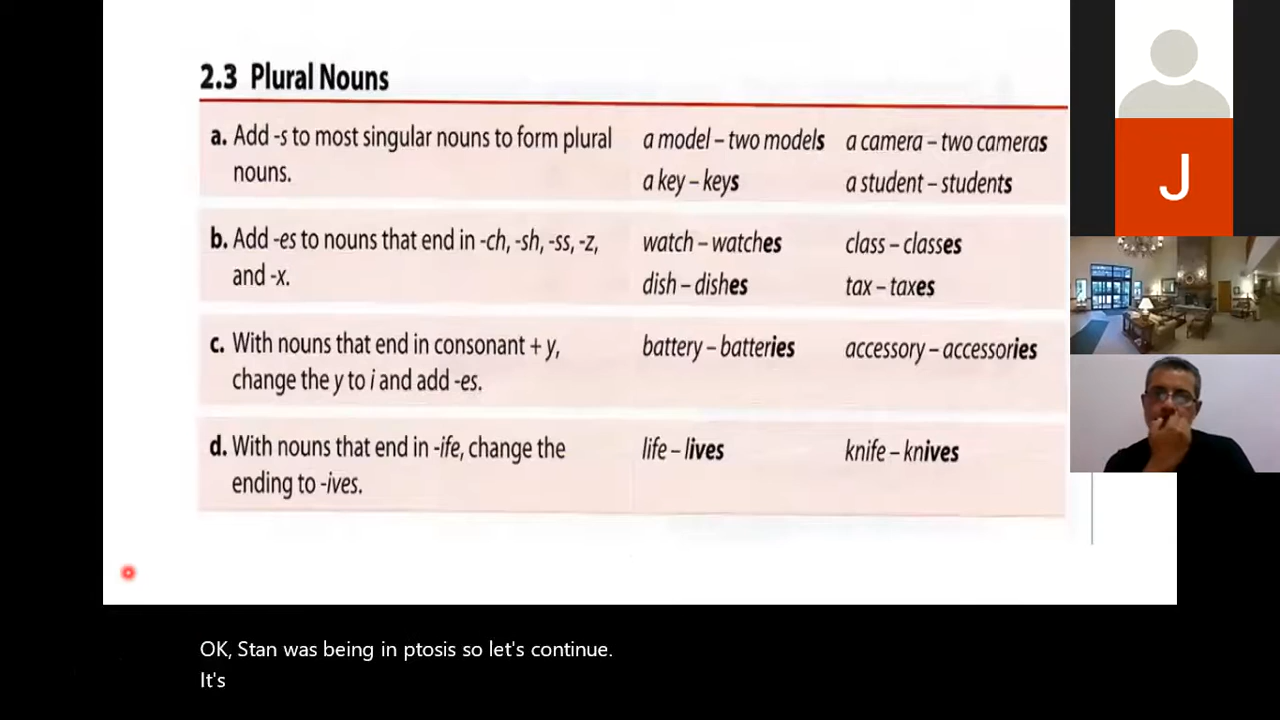 2.3 Plural Nouns
a. Add -s to most singular nouns to form plural
nouns.
a model – two models
a camera – two cameras
a key – keys
a student – students
b. Add -es to nouns that end in -ch, -sh, -ss, -z,
and -x.
watch – watches
class – classes
dish – dishes
tax – taxes
c. With nouns that end in consonant + y,
change the y to i and add -es.
battery – batteries
accessory – accessories
d. With nouns that end in -ife, change the
ending to -ives.
life – lives
knife – knives
J
OK, Stan was being in ptosis so let's continue.
It's